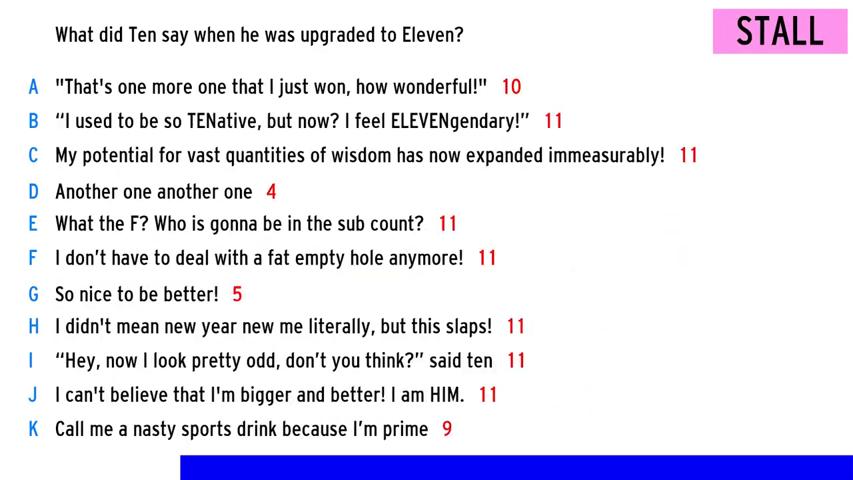 What did Ten say when he was upgraded to Eleven?
STALL
A "That's one more one that I just won, how wonderful!" 10
B “I used to be so TENative, but now? I feel ELEVENgendary!” 11
C My potential for vast quantities of wisdom has now expanded immeasurably! 11
D Another one another one 4
E What the F? Who is gonna be in the sub count? 11
F I don’t have to deal with a fat empty hole anymore! 11
G So nice to be better! 5
H I didn't mean new year new me literally, but this slaps! 11
I “Hey, now I look pretty odd, don’t you think?” said ten 11
J I can't believe that I'm bigger and better! I am HIM. 11
K Call me a nasty sports drink because I’m prime 9